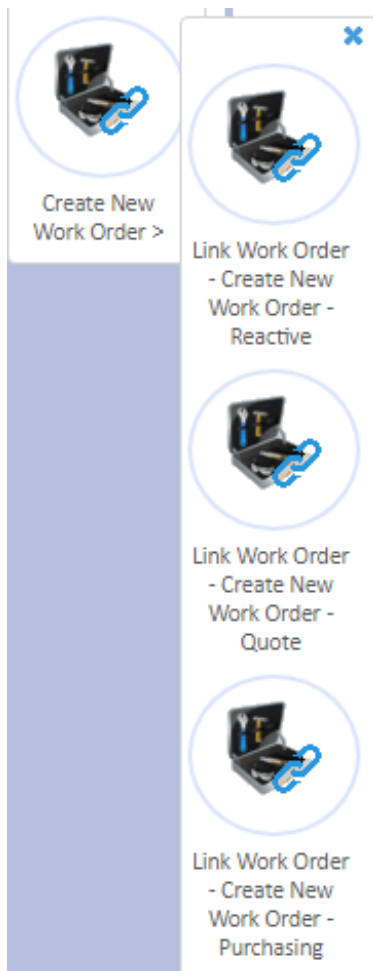 Create New
Work Order >
Link Work Order
- Create New
Work Order -
Reactive
Link Work Order
- Create New
Work Order -
Quote
Link Work Order
- Create New
Work Order -
Purchasing